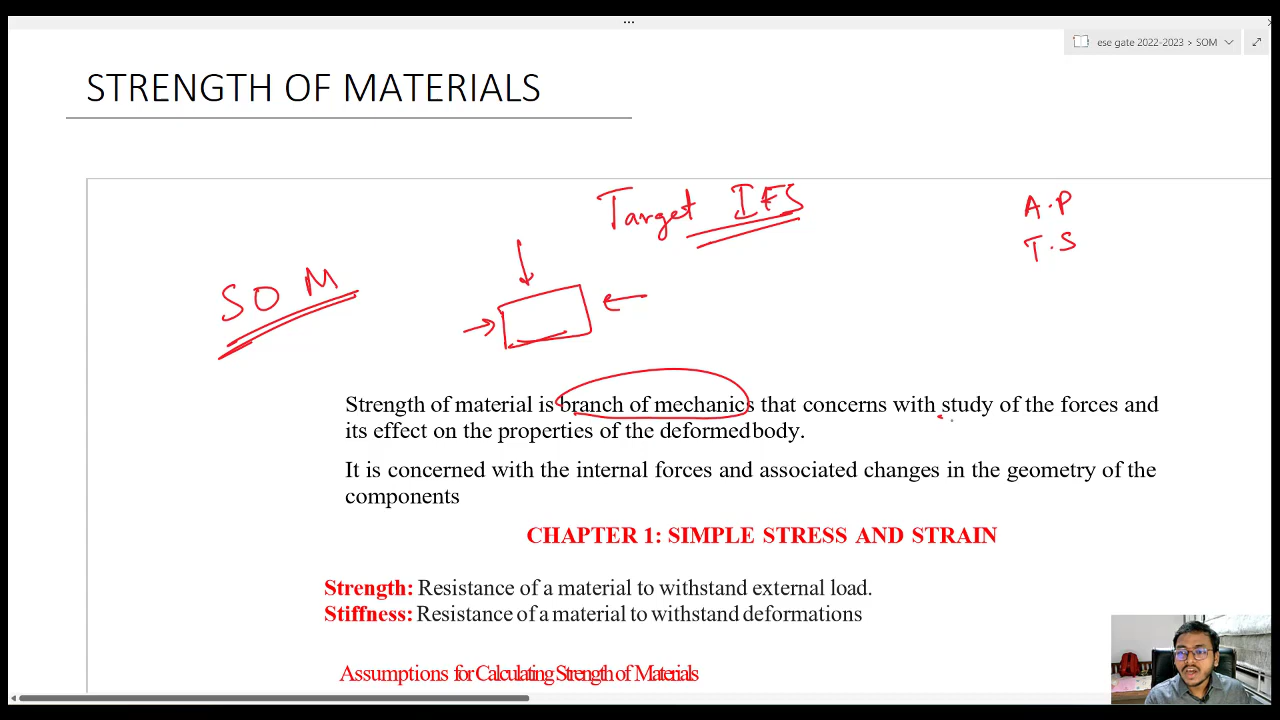 ese gate 2022-2023 > SOM
STRENGTH OF MATERIALS
Target IES
A.P
T.S
SOM
Strength of material is branch of mechanics that concerns with study of the forces and
its effect on the properties of the deformed body.
It is concerned with the internal forces and associated changes in the geometry of the
components
CHAPTER 1: SIMPLE STRESS AND STRAIN
Strength: Resistance of a material to withstand external load.
Stiffness: Resistance of a material to withstand deformations
Assumptions for Calculating Strength of Materials